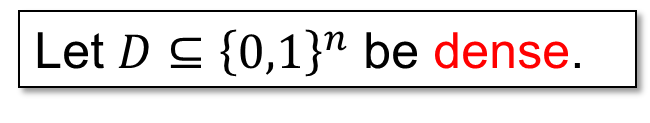 Let D ⊆ {0,1}ⁿ be dense.